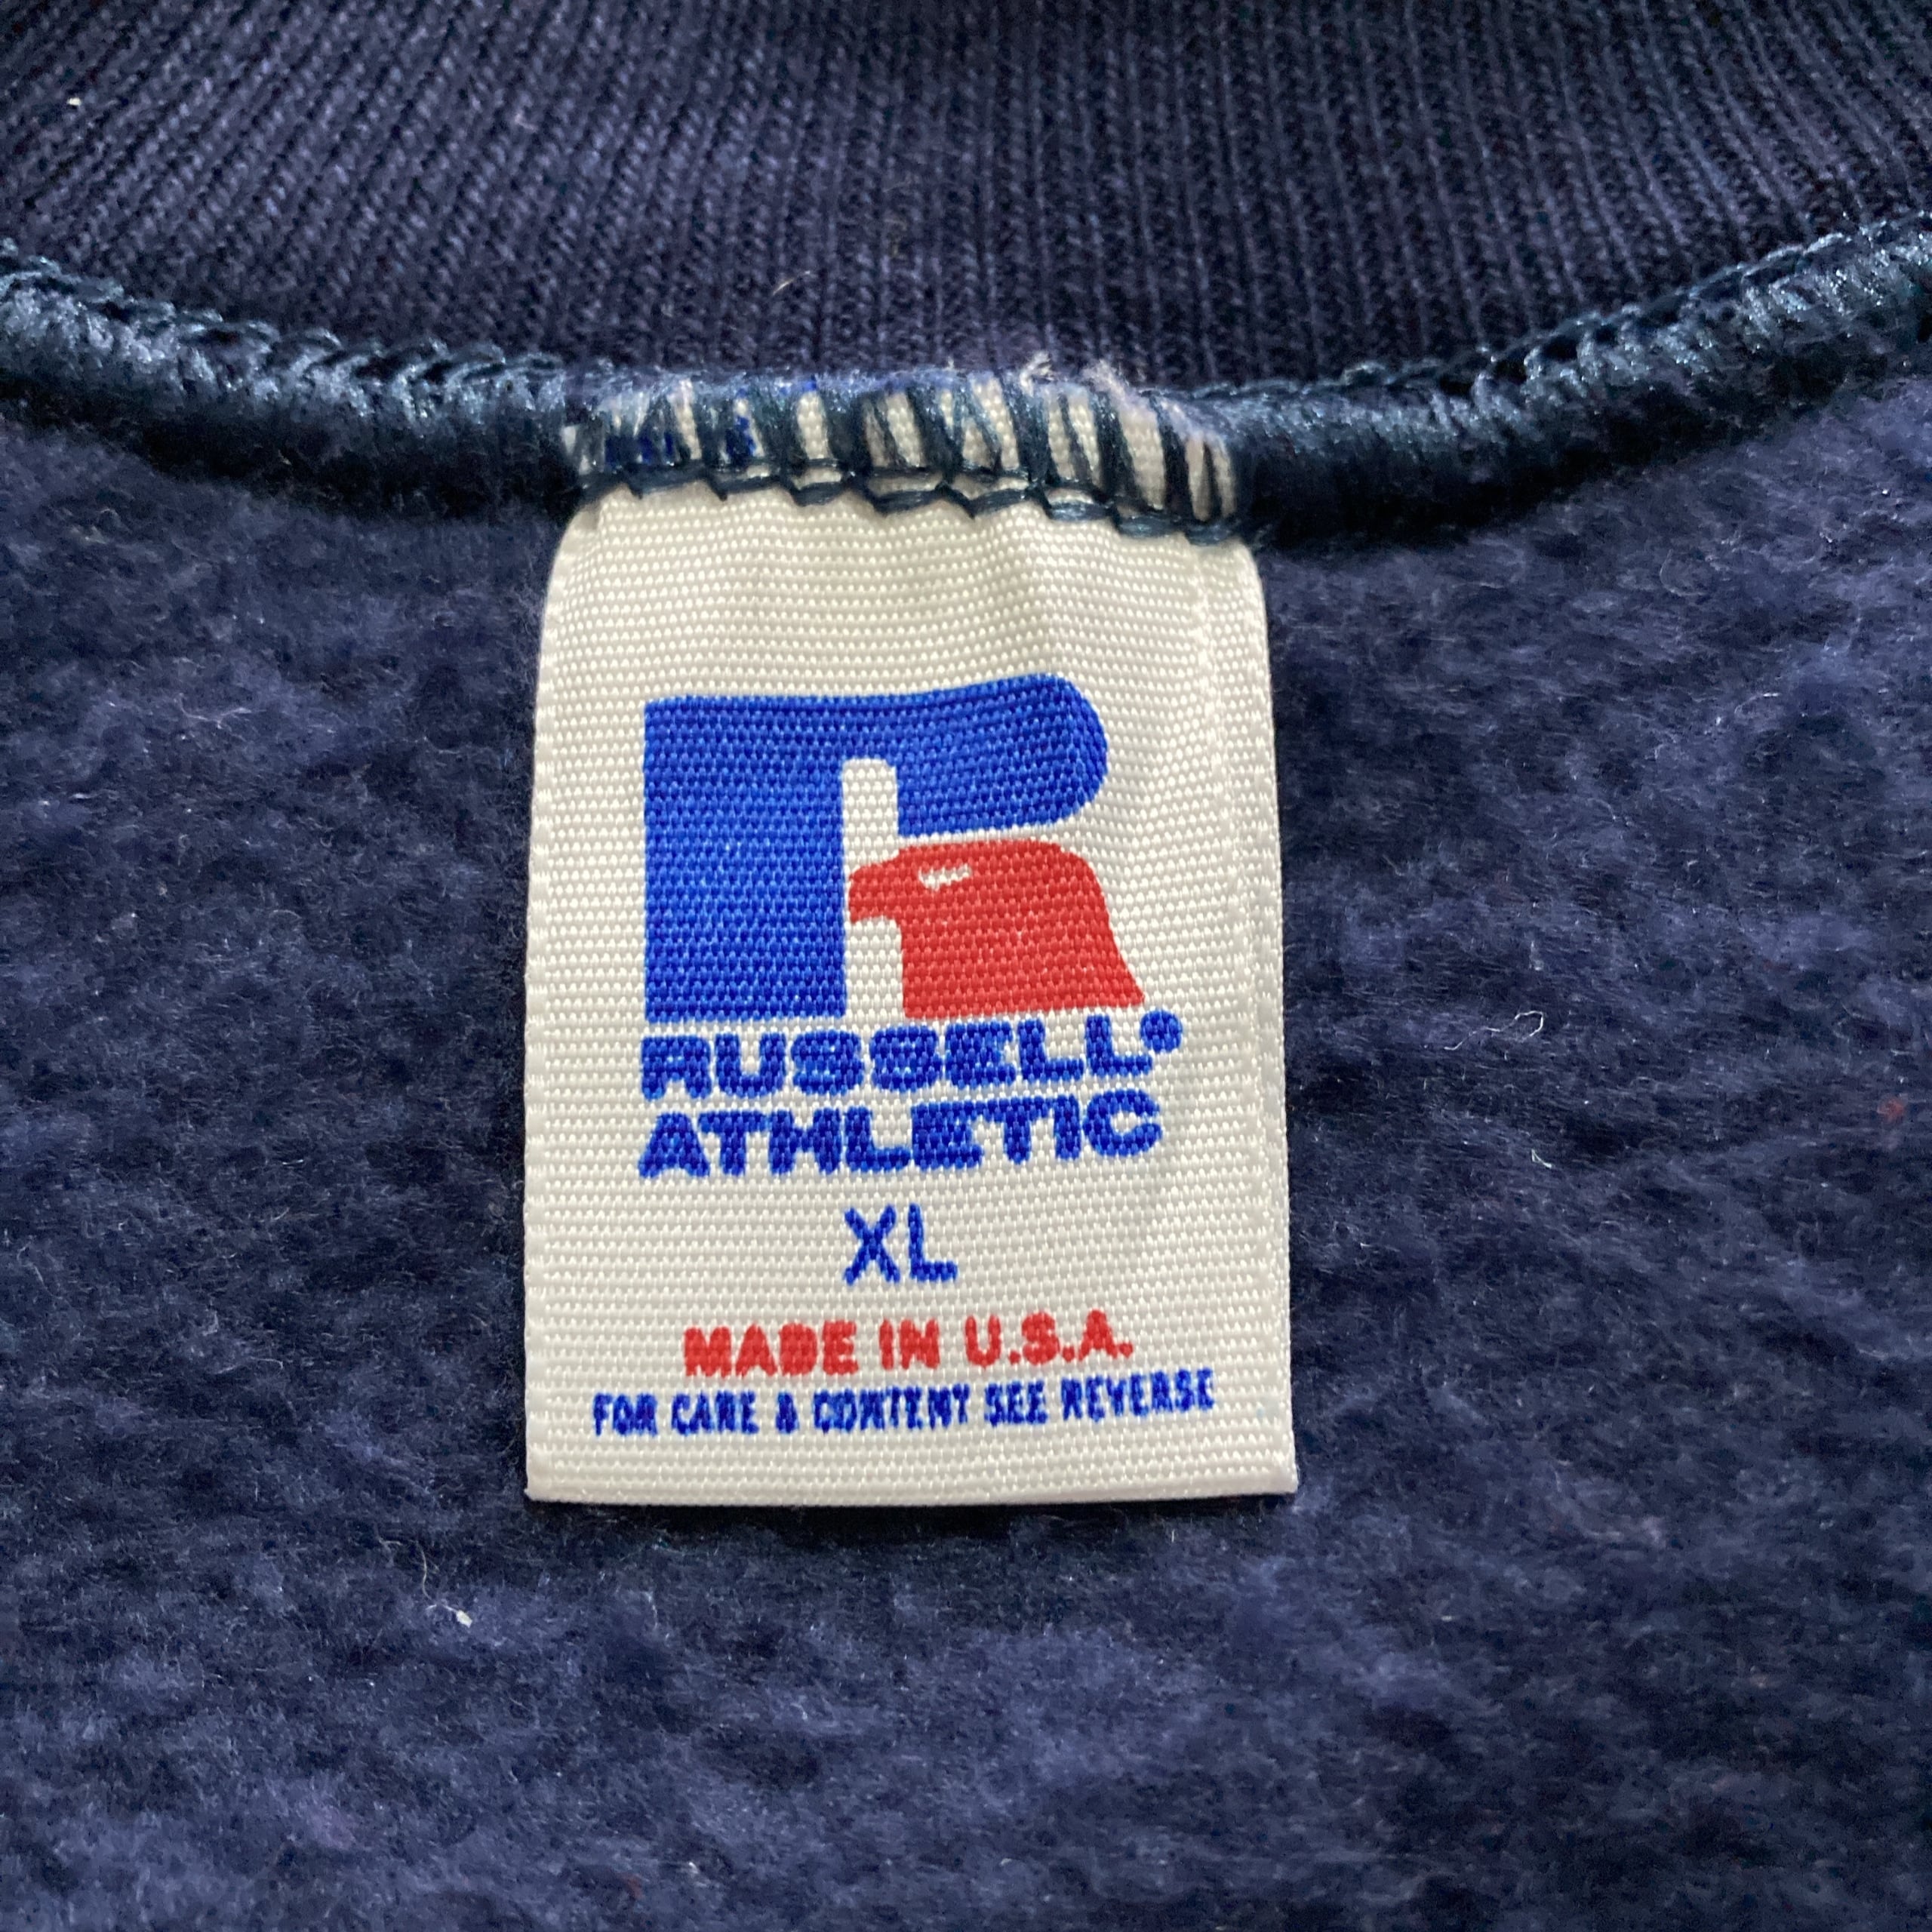 R
RUSSELL®
ATHLETIC
XL
MADE IN U.S.A.
FOR CARE & CONTENT SEE REVERSE